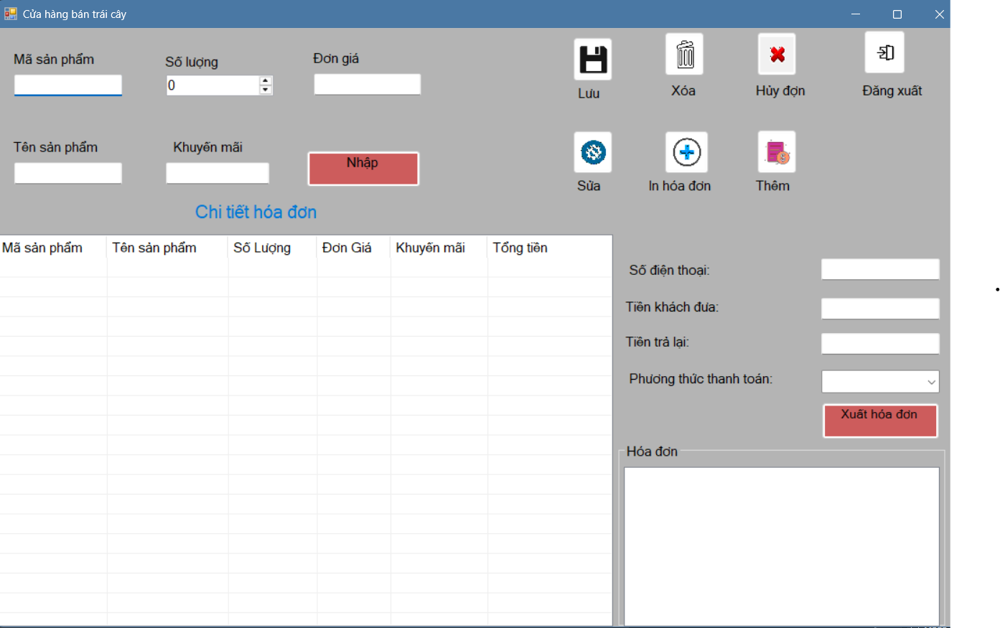 Cửa hàng bán trái cây
Mã sản phẩm
Số lượng
0
Đơn giá
Tên sản phẩm
Khuyến mãi
Nhập
Lưu
Xóa
Hủy đợn
Đăng xuất
Sửa
In hóa đơn
Thêm
Chi tiết hóa đơn
Mã sản phẩm Tên sản phẩm Số Lượng Đơn Giá Khuyến mãi Tổng tiền
Số điện thoại:
Tiền khách đưa:
Tiền trả lại:
Phương thức thanh toán:
Xuất hóa đơn
Hóa đơn